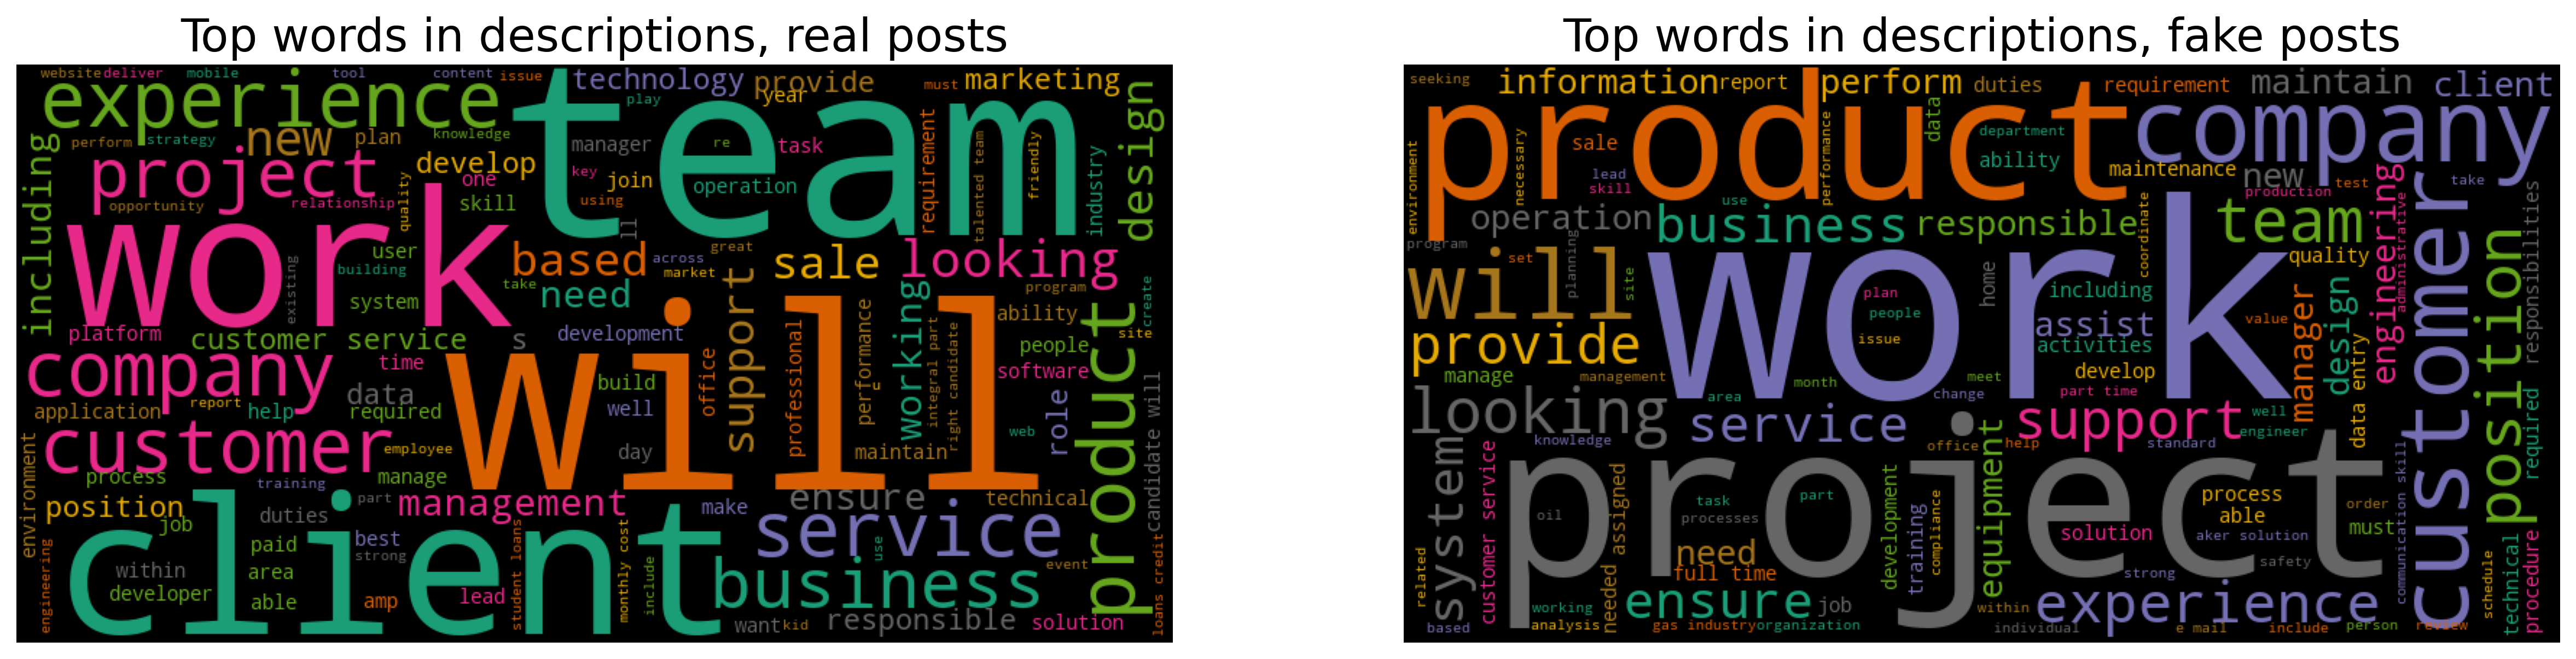 Top words in descriptions, real posts
website deliver mobile tool content issue technology provide must marketing
experience team year play
perform strategy new plan knowledge manager re task requirement talented team friendly industry design
including project develop one key join operation
opportunity relationship quality skill using
work user great based across sale looking
building existing system take need market support program
platform customer service s development professional performance working integral part right candidate will ability site create
company time will people product
data build office software
application report help required well role
customer employee day maintain web candidate will
environment process manage
training part management make ensure technical
position client job duties best service
engineering paid strong student loans monthly cost include use event loans credit
within area business
developer able amp lead
want kid responsible solution
ll
Top words in descriptions, fake posts
seeking information report perform duties requirement maintain client
product company
environment necessary sale performance data department
ability maintenance new production test take
lead skill
use engineering administrative responsibilities
operation business responsible team
program planning coordinate
will set site work home quality customer position
plan including
people assist value
provide issue activities manager design
manage management month meet develop data entry
area change part time
looking service support well
knowledge office help standard engineer
system customer service project equipment required
needed assigned development training compliance
task part process order communication skill
oil processes able must
need solution aker solution technical procedure
full time strong safety schedule
related working ensure job within experience
based analysis gas industry organization individual e mail include person review